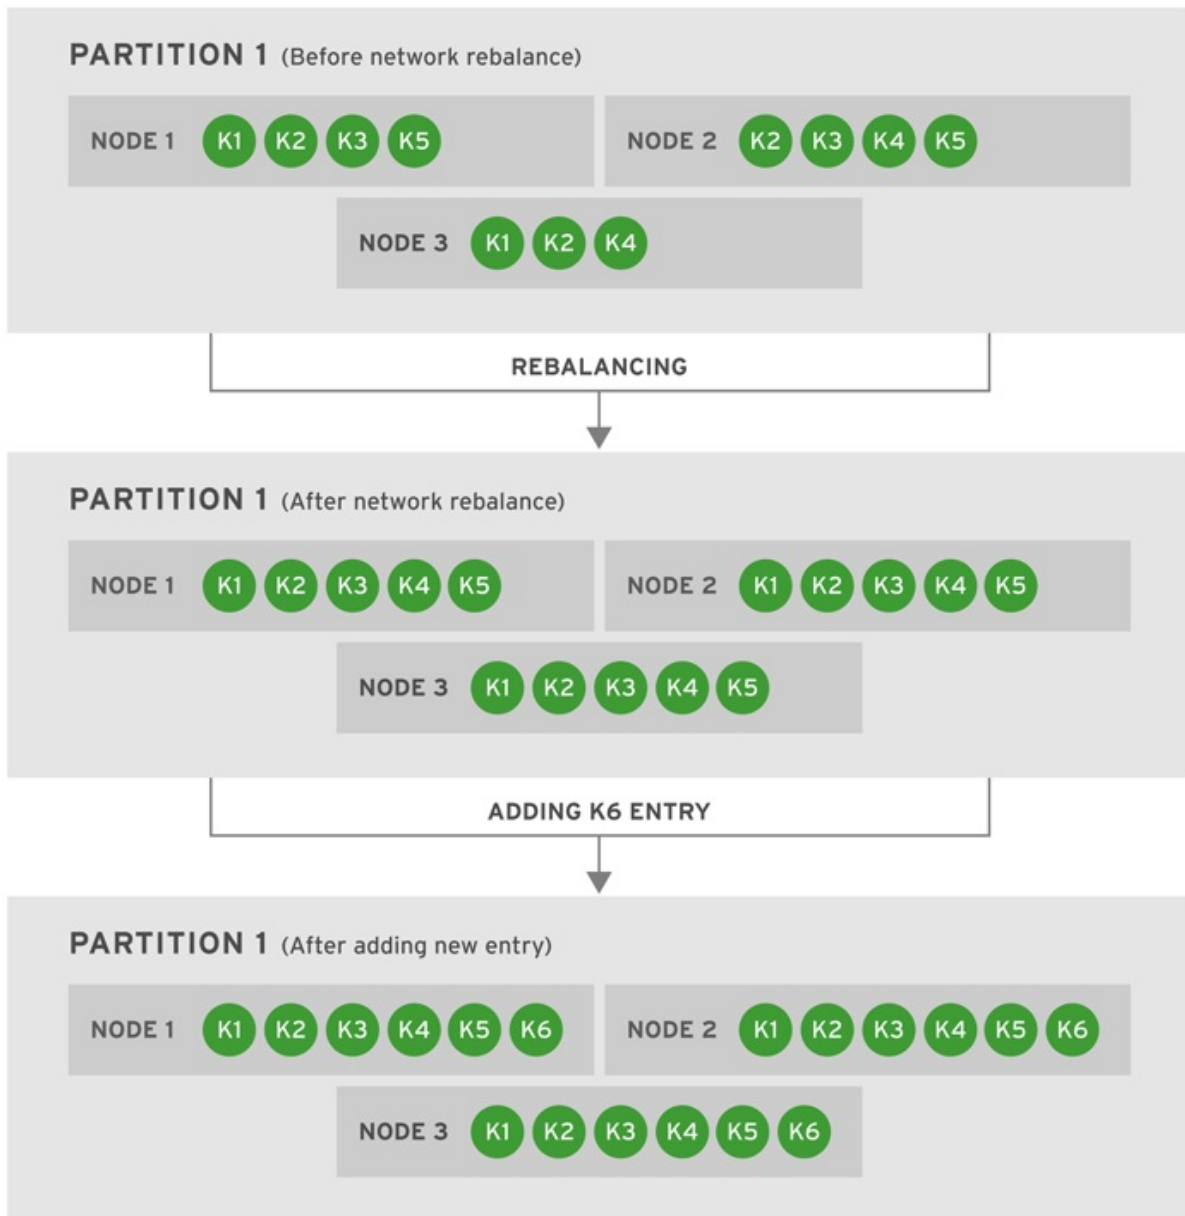 PARTITION 1 (Before network rebalance)
NODE 1 K1 K2 K3 K5
NODE 2 K2 K3 K4 K5
NODE 3 K1 K2 K4
REBALANCING
PARTITION 1 (After network rebalance)
NODE 1 K1 K2 K3 K4 K5
NODE 2 K1 K2 K3 K4 K5
NODE 3 K1 K2 K3 K4 K5
ADDING K6 ENTRY
PARTITION 1 (After adding new entry)
NODE 1 K1 K2 K3 K4 K5 K6
NODE 2 K1 K2 K3 K4 K5 K6
NODE 3 K1 K2 K3 K4 K5 K6